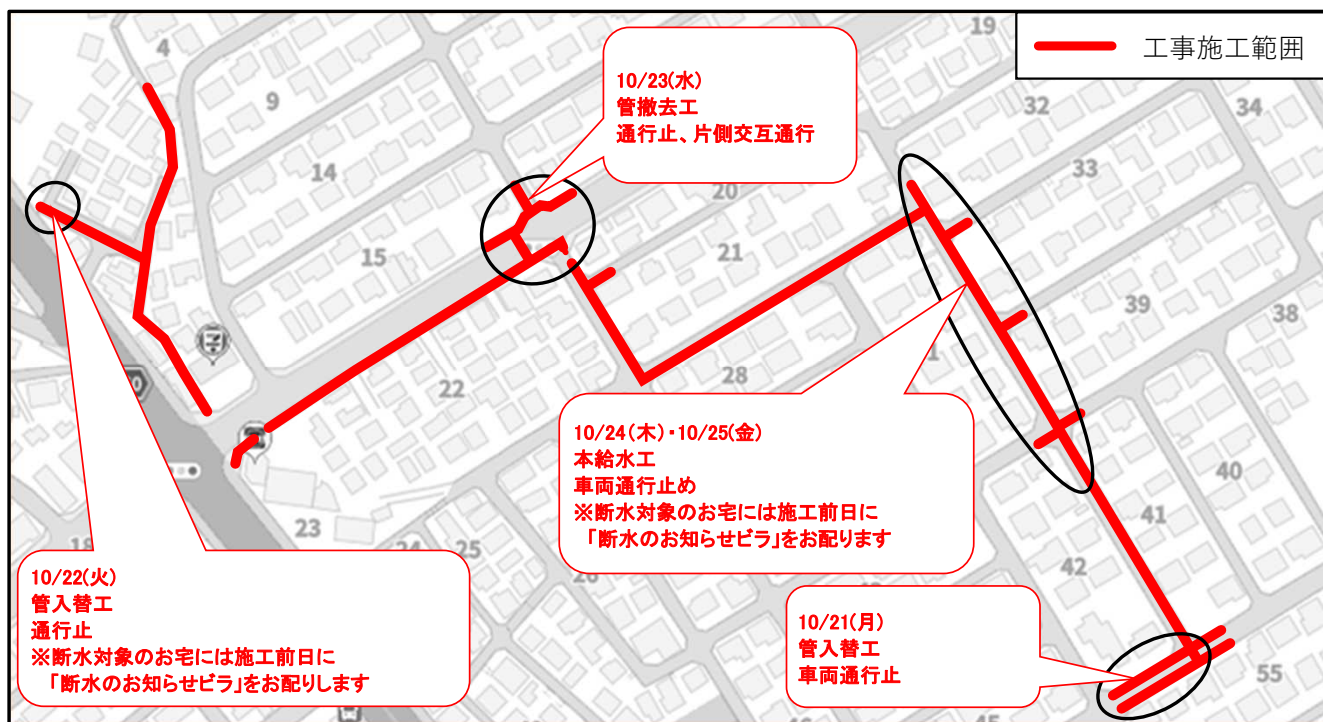 工事施工範囲
10/23(水)
管撤去工
通行止、片側交互通行
10/24(木)・10/25(金)
本給水工
車両通行止め
※断水対象のお宅には施工前日に
「断水のお知らせビラ」をお配ります
10/22(火)
管入替工
通行止
※断水対象のお宅には施工前日に
「断水のお知らせビラ」をお配りします
10/21(月)
管入替工
車両通行止
4
9
14
15
19
20
21
22
23
25
28
32
33
34
38
39
40
41
42
55